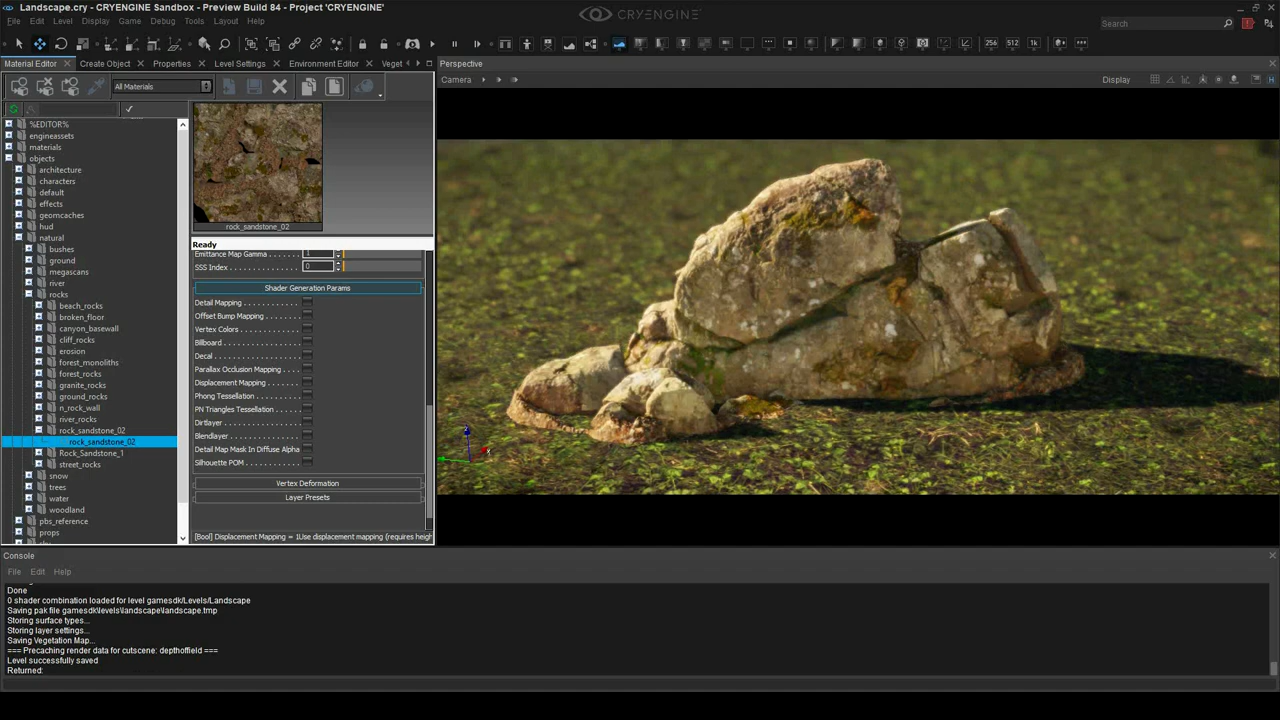 Landscape.cry - CRYENGINE Sandbox - Preview Build 84 - Project 'CRYENGINE'
CRYENGINE
File Edit Level Display Game Debug Tools Layout Help
Search
256 512 1k
Material Editor Create Object Properties Level Settings Environment Editor Veget
Perspective
Camera
Display
All Materials
%EDITOR%
engineassets
materials
objects
architecture
characters
default
effects
geomcaches
hud
natural
bushes
ground
megascans
river
rocks
beach_rocks
broken_floor
canyon_basewall
cliff_rocks
erosion
forest_monoliths
forest_rocks
granite_rocks
ground_rocks
n_rock_wall
river_rocks
rock_sandstone_02
rock_sandstone_02
Rock_Sandstone_1
street_rocks
snow
trees
water
woodland
pbs_reference
props
rock_sandstone_02
Ready
Emittance Map Gamma . . . . . . . 1
SSS Index . . . . . . . . . . . . . . . 0
Shader Generation Params
Detail Mapping . . . . . . . . . . . .
Offset Bump Mapping . . . . . . . .
Vertex Colors . . . . . . . . . . . . .
Billboard . . . . . . . . . . . . . . . .
Decal . . . . . . . . . . . . . . . . . .
Parallax Occlusion Mapping . . . .
Displacement Mapping . . . . . . .
Phong Tessellation . . . . . . . . . .
PN Triangles Tessellation . . . . . .
Dirtlayer . . . . . . . . . . . . . . . .
Blendlayer . . . . . . . . . . . . . . .
Detail Map Mask In Diffuse Alpha
Silhouette POM . . . . . . . . . . .
Vertex Deformation
Layer Presets
[Bool] Displacement Mapping = 1Use displacement mapping (requires heigh
Console
File Edit Help
Done
0 shader combination loaded for level gamesdk/Levels/Landscape
Saving pak file gamesdk\levels\landscape\landscape.tmp
Storing surface types...
Storing layer settings...
Saving Vegetation Map...
=== Precaching render data for cutscene: depthoffield ===
Level successfully saved
Returned: